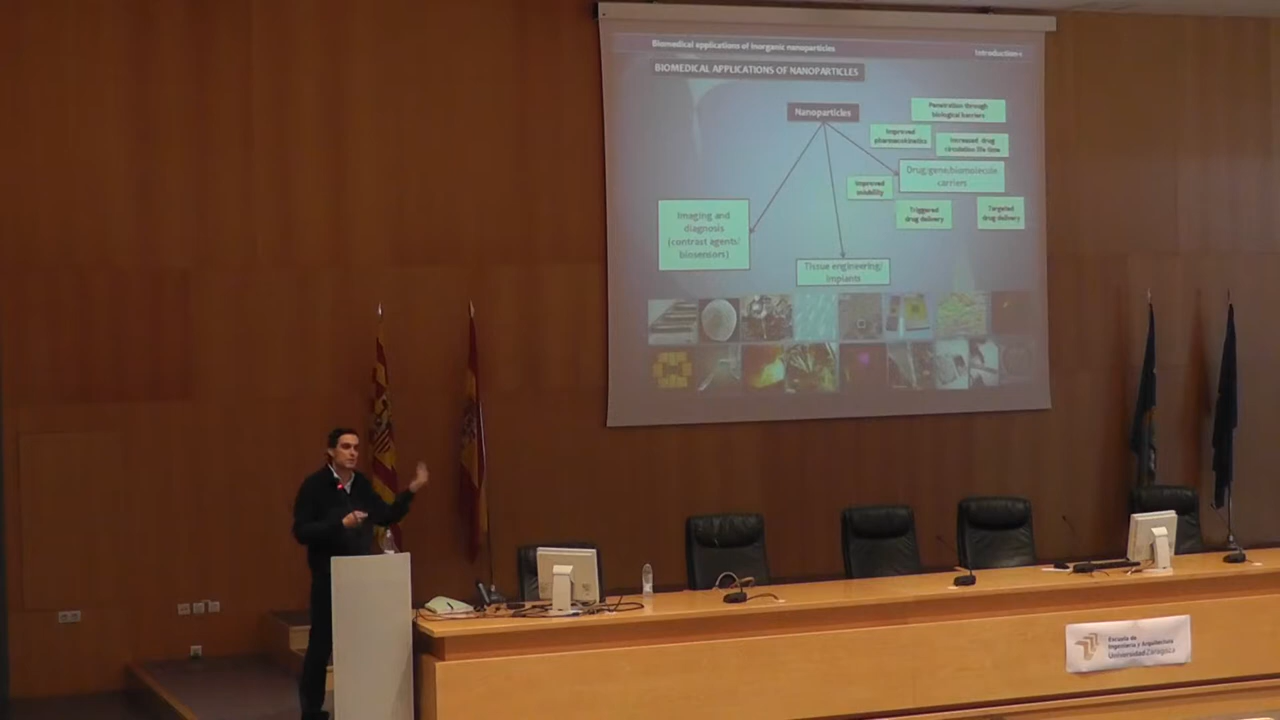 Biomedical applications of inorganic nanoparticles
Introduction
BIOMEDICAL APPLICATIONS OF NANOPARTICLES
Nanoparticles
Penetration through
biological barriers
Improved
pharmacokinetics
Increased drug
circulation life time
Drug/gene/biomolecule
carriers
Improved
solubility
Triggered
drug delivery
Targeted
drug delivery
Imaging and
diagnosis
(contrast agents/
biosensors)
Tissue engineering/
implants
Escuela de
Ingeniería y Arquitectura
Universidad Zaragoza